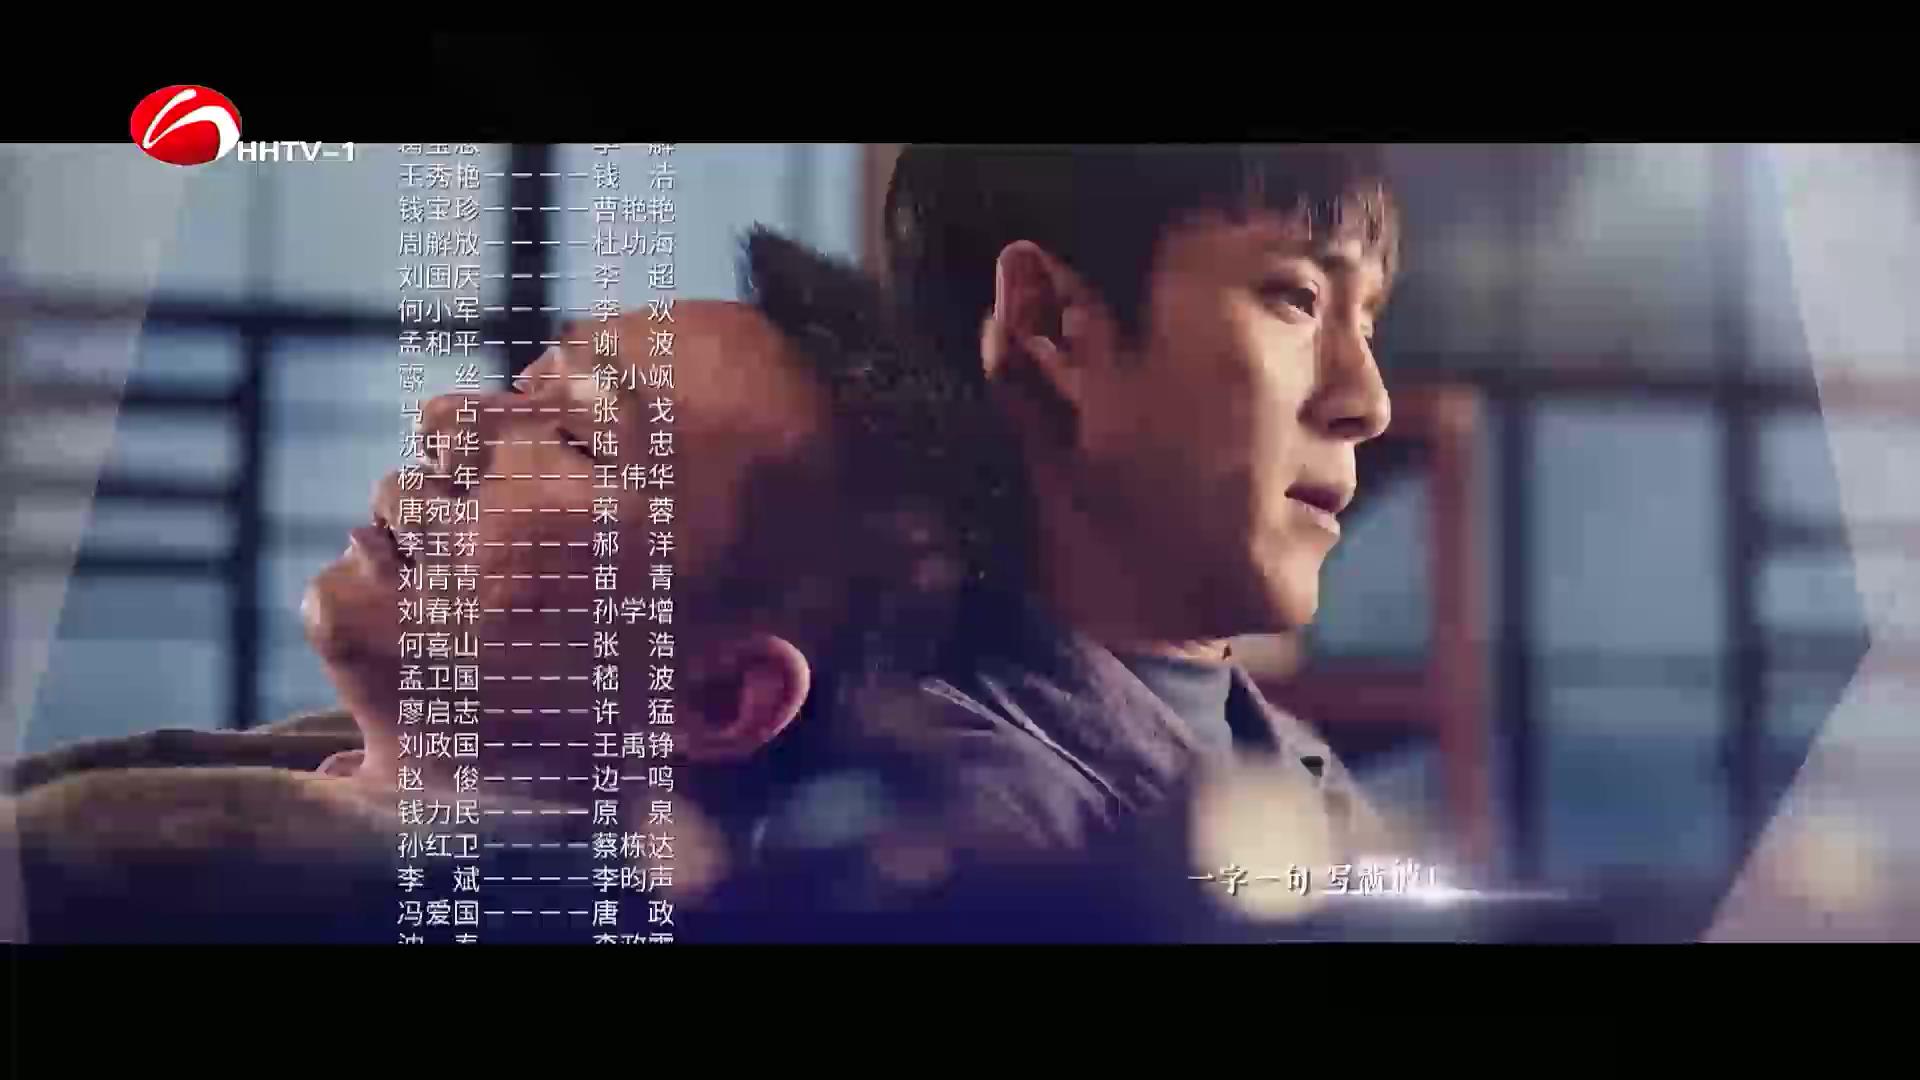 HHTV-1
王秀艳————钱　洁
钱宝珍————曹艳艳
周解放————杜功海
刘国庆————李　超
何小军————李　欢
孟和平————谢　波
丝————徐小飒
马　占————张　戈
沈中华————陆　忠
杨一年————王伟华
唐宛如————荣　蓉
李玉芬————郝　洋
刘青青————苗　青
刘春祥————孙学增
何喜山————张　浩
孟卫国————嵇　波
廖启志————许　猛
刘政国————王禹铮
赵　俊————边一鸣
钱力民————原　泉
孙红卫————蔡栋达
李　斌————李昀声
冯爱国————唐　政
一字一句 写